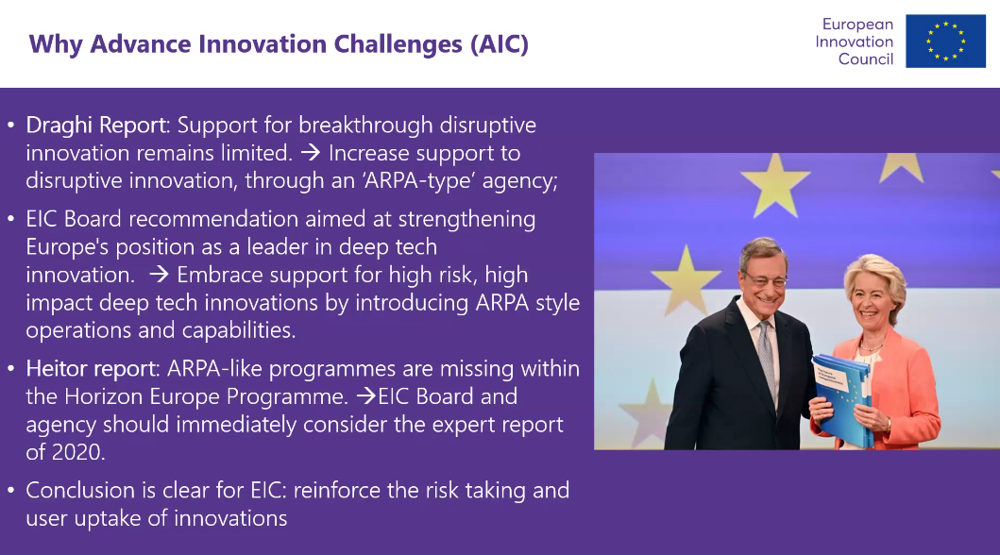 Why Advance Innovation Challenges (AIC)
European
Innovation
Council
• Draghi Report: Support for breakthrough disruptive
innovation remains limited. → Increase support to
disruptive innovation, through an ‘ARPA-type’ agency;
• EIC Board recommendation aimed at strengthening
Europe's position as a leader in deep tech
innovation. → Embrace support for high risk, high
impact deep tech innovations by introducing ARPA style
operations and capabilities.
• Heitor report: ARPA-like programmes are missing within
the Horizon Europe Programme. →EIC Board and
agency should immediately consider the expert report
of 2020.
• Conclusion is clear for EIC: reinforce the risk taking and
user uptake of innovations